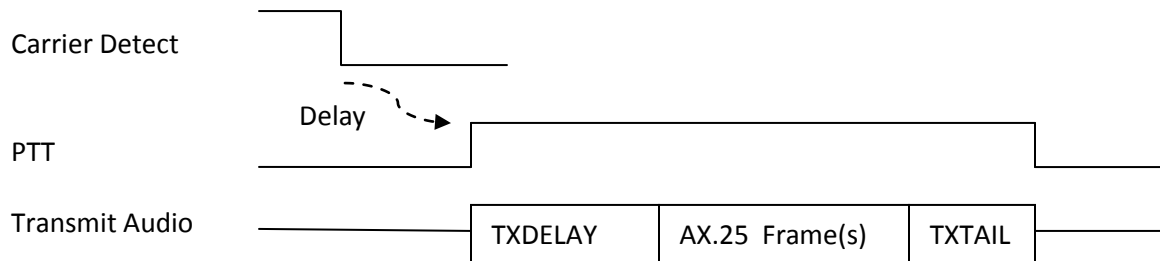 Carrier Detect
Delay
PTT
Transmit Audio
TXDELAY
AX.25 Frame(s)
TXTAIL